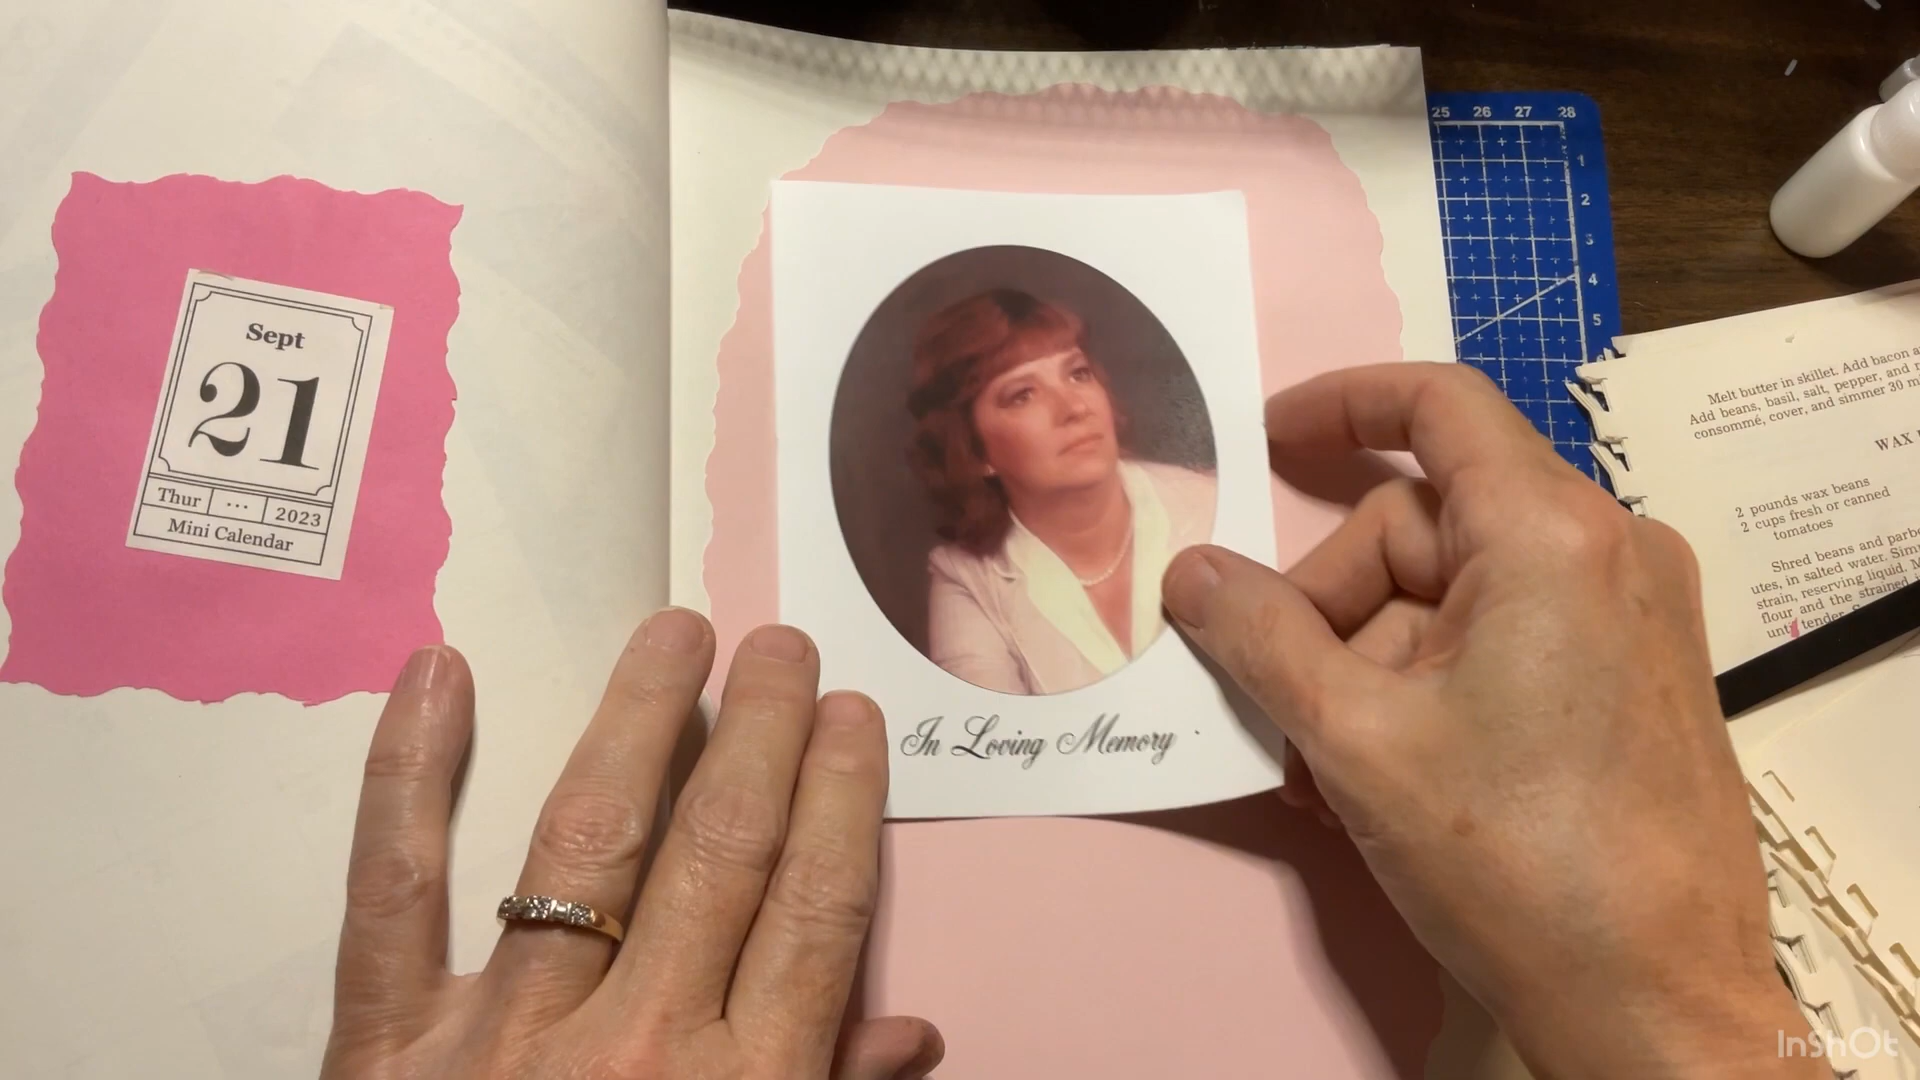 Sept
21
Thur ... 2023
Mini Calendar
In Loving Memory
25 26 27 28
1
2
3
4
5
Melt butter in skillet. Add bacon
Add beans, basil, salt, pepper, and
consommé, cover, and simmer 30
WAX
2 pounds wax beans
2 cups fresh or canned
tomatoes
Shred beans and
utes, in salted water.
strain, reserving liquid.
flour and the strained
until tender
InShOt